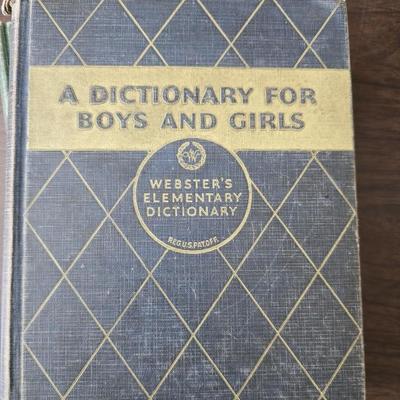 A DICTIONARY FOR
BOYS AND GIRLS
W
WEBSTER'S
ELEMENTARY
DICTIONARY
REG.U.S.PAT.OFF.